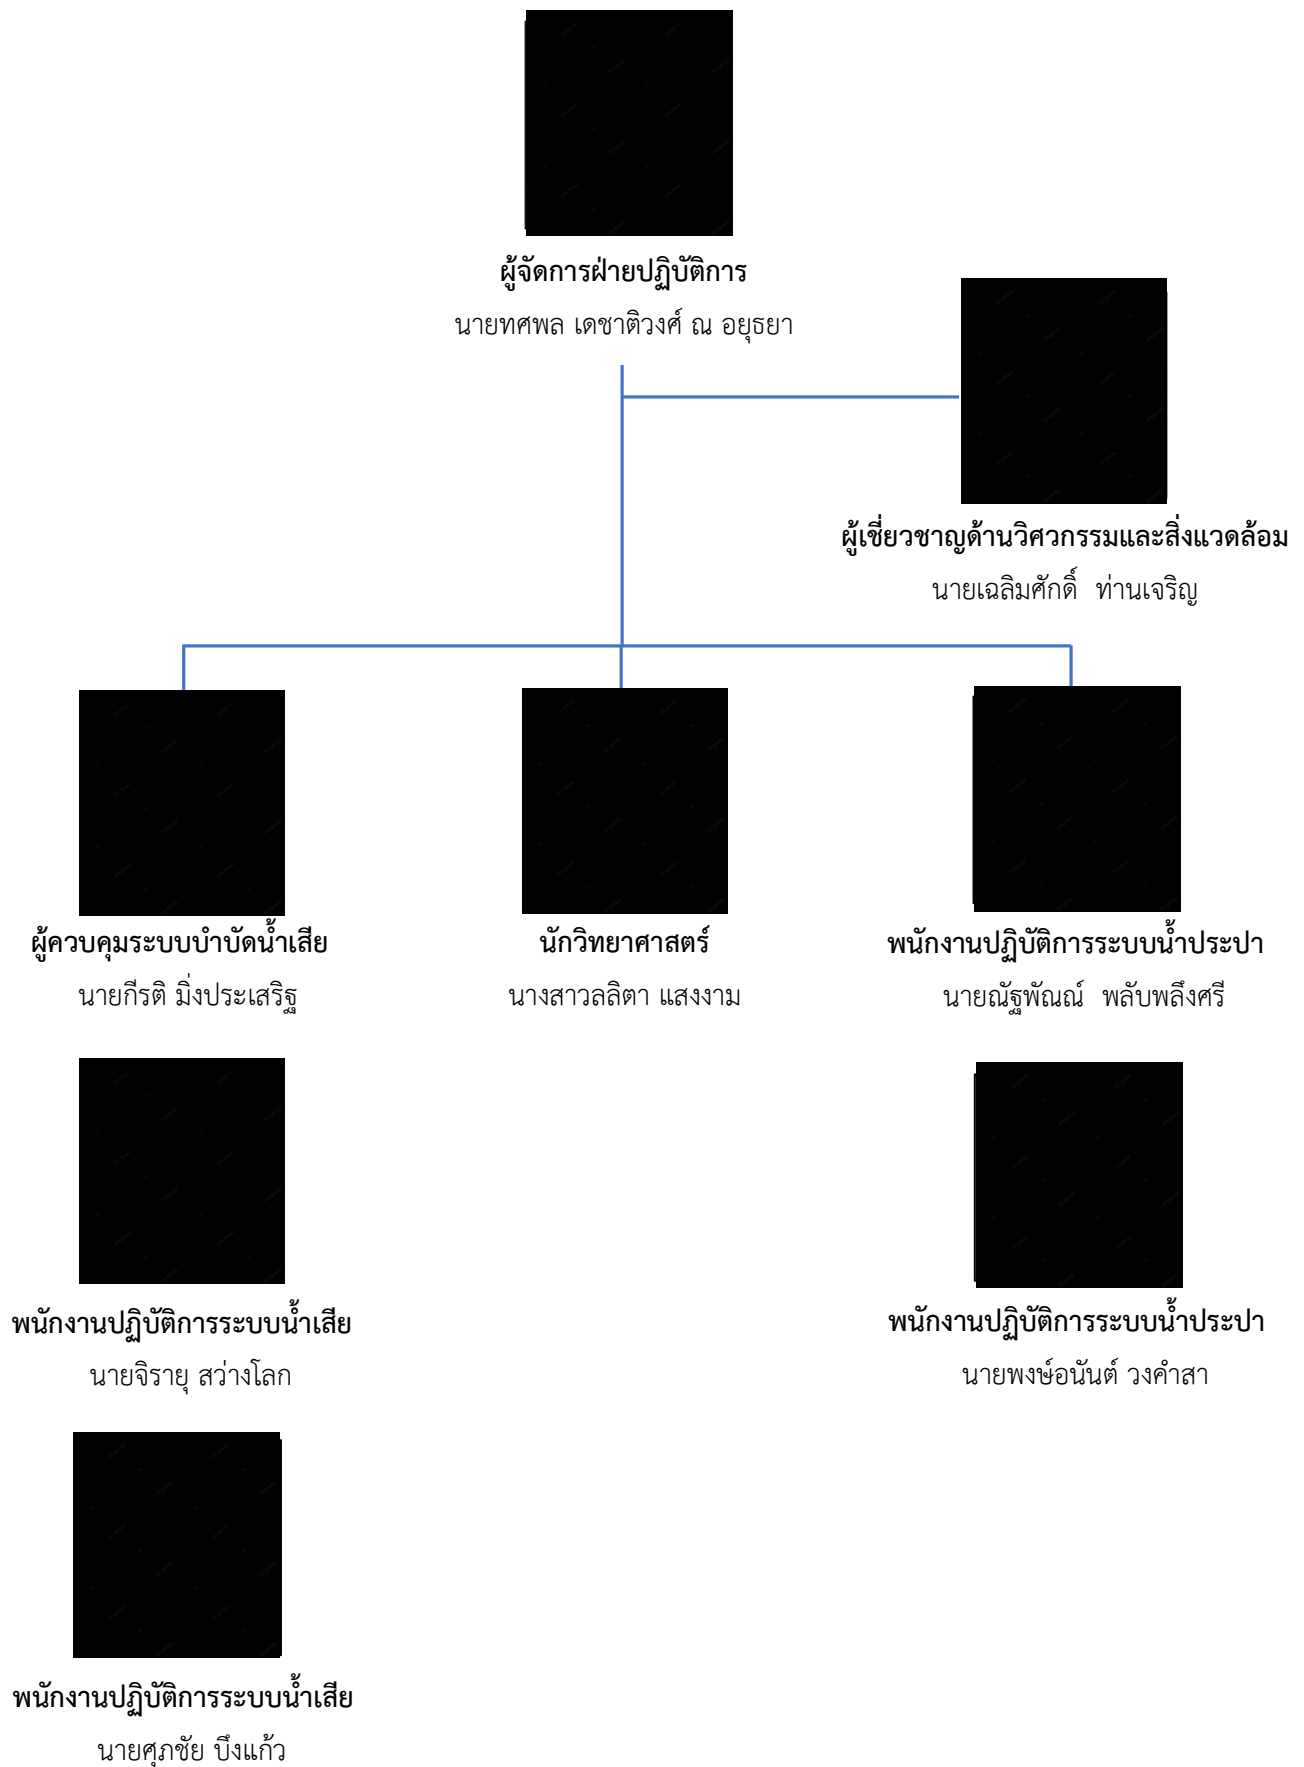 ผู้จัดการฝ่ายปฏิบัติการ
นายทศพล เดชาติวงศ์ ณ อยุธยา
ผู้เชี่ยวชาญด้านวิศวกรรมและสิ่งแวดล้อม
นายเฉลิมศักดิ์ ท่านเจริญ
ผู้ควบคุมระบบบำบัดน้ำเสีย
นายกีรติ มิ่งประเสริฐ
นักวิทยาศาสตร์
นางสาวลลิตา แสงงาม
พนักงานปฏิบัติการระบบน้ำประปา
นายณัฐพัณณ์ พลับพลึงศรี
พนักงานปฏิบัติการระบบน้ำเสีย
นายจิรายุ สว่างโลก
พนักงานปฏิบัติการระบบน้ำประปา
นายพงษ์อนันต์ วงคำสา
พนักงานปฏิบัติการระบบน้ำเสีย
นายศุภชัย บึงแก้ว